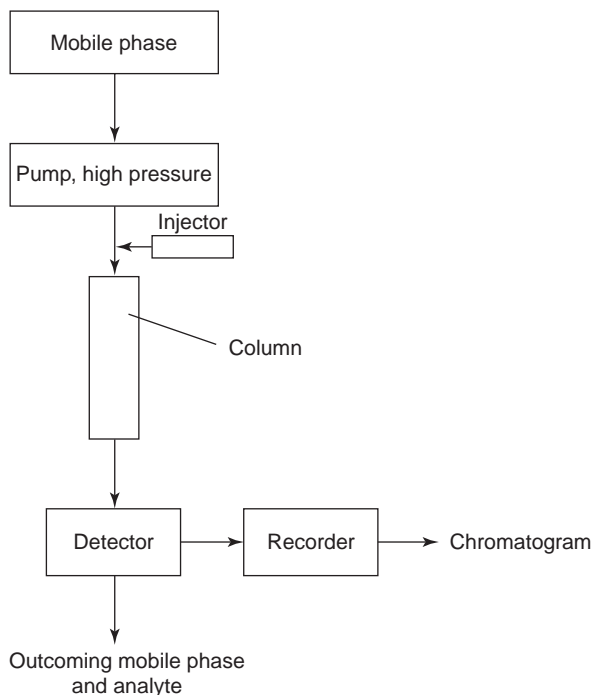 Mobile phase
Pump, high pressure
Injector
Column
Detector
Recorder
Chromatogram
Outcoming mobile phase
and analyte